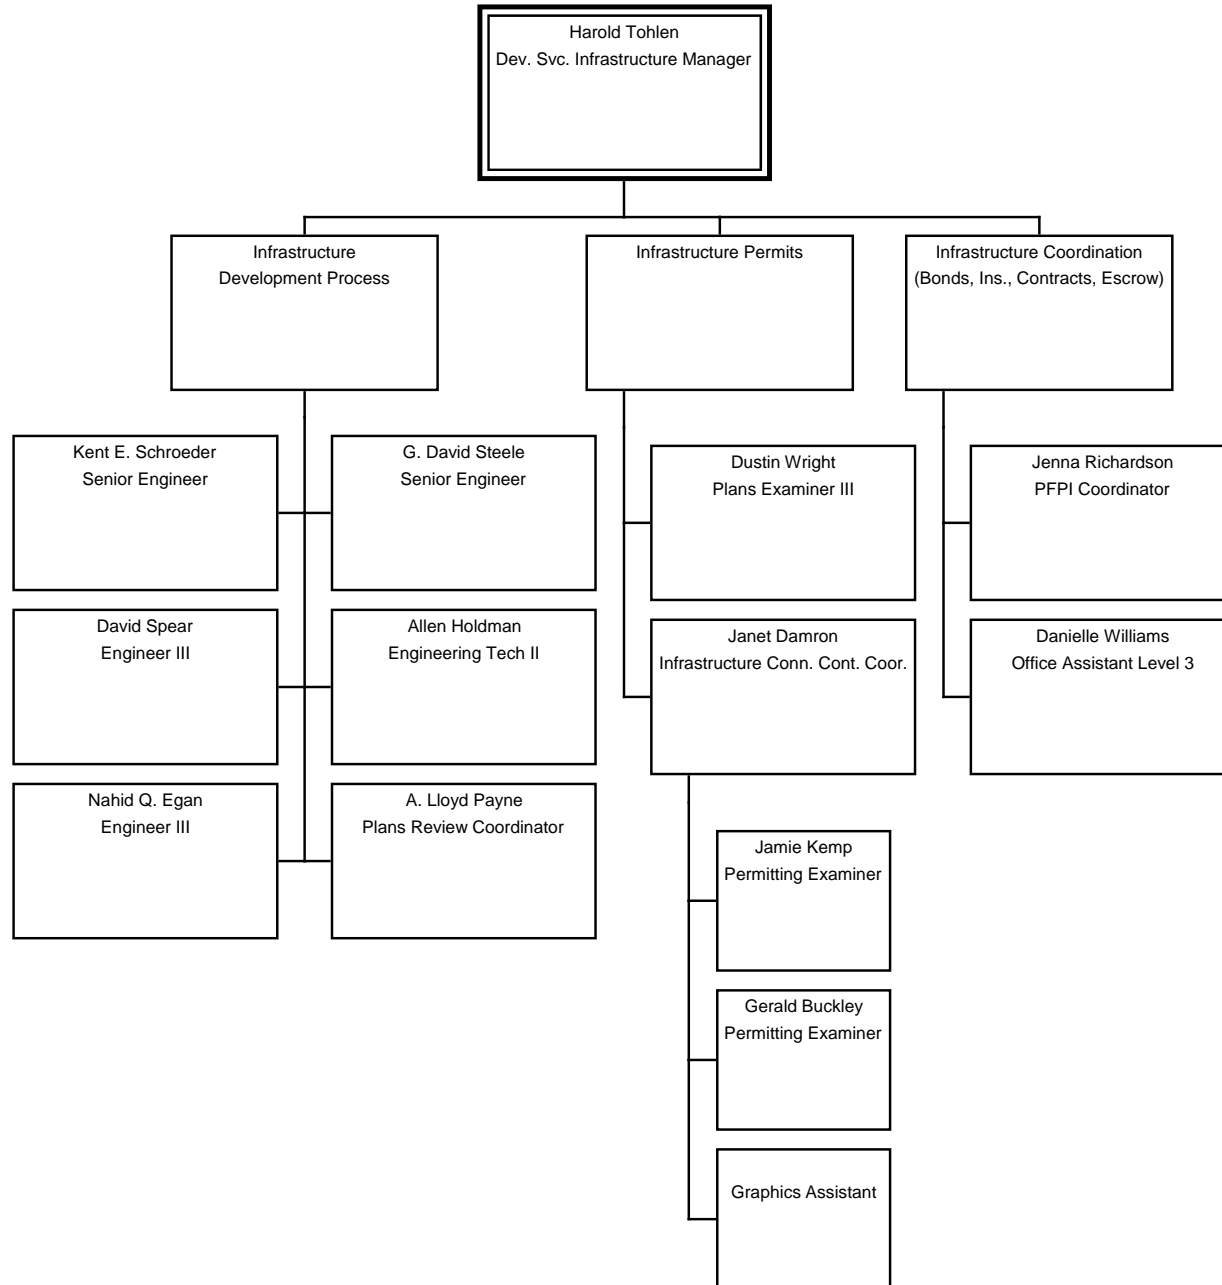 Harold Tohlen
Dev. Svc. Infrastructure Manager
Infrastructure
Development Process
Infrastructure Permits
Infrastructure Coordination
(Bonds, Ins., Contracts, Escrow)
Kent E. Schroeder
Senior Engineer
G. David Steele
Senior Engineer
David Spear
Engineer III
Allen Holdman
Engineering Tech II
Nahid Q. Egan
Engineer III
A. Lloyd Payne
Plans Review Coordinator
Dustin Wright
Plans Examiner III
Janet Damron
Infrastructure Conn. Cont. Coor.
Jamie Kemp
Permitting Examiner
Gerald Buckley
Permitting Examiner
Graphics Assistant
Jenna Richardson
PFPI Coordinator
Danielle Williams
Office Assistant Level 3